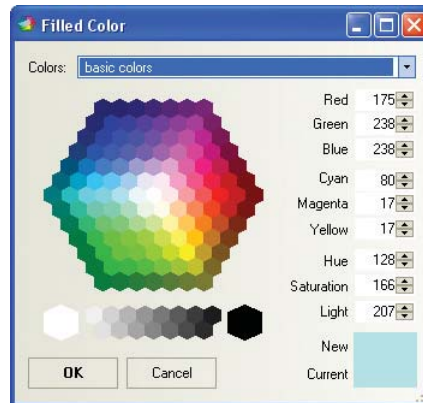 Filled Color
Colors: basic colors
Red 175
Green 238
Blue 238
Cyan 80
Magenta 17
Yellow 17
Hue 128
Saturation 166
Light 207
New
Current
OK Cancel